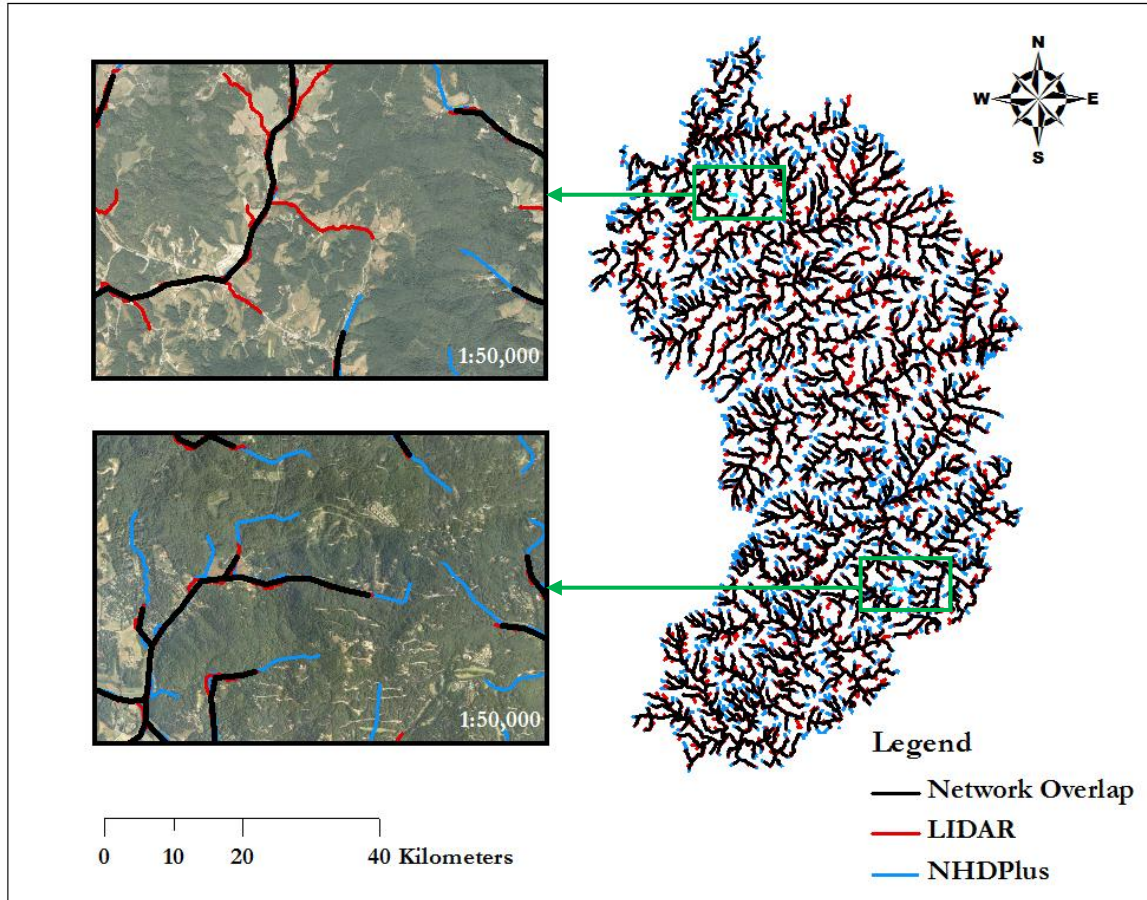 1:50,000
1:50,000
N
W E
S
Legend
Network Overlap
LIDAR
NHDPlus
0 10 20 40 Kilometers